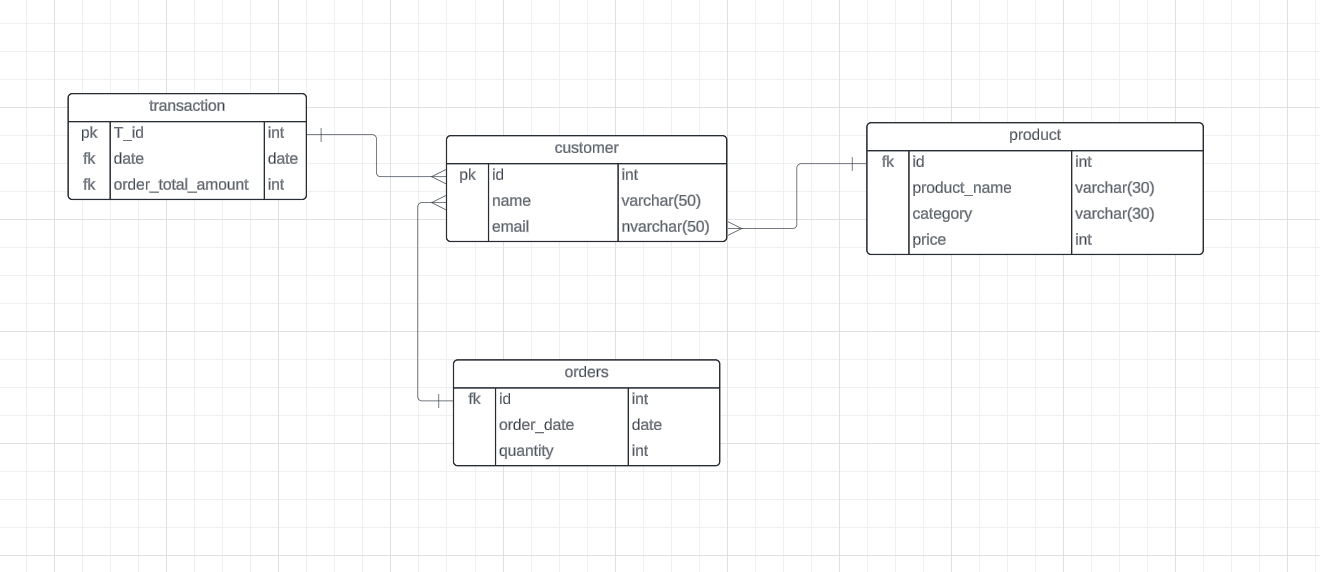 transaction
pk T_id int
fk date date
fk order_total_amount int
customer
pk id int
name varchar(50)
email nvarchar(50)
product
fk id int
product_name varchar(30)
category varchar(30)
price int
orders
fk id int
order_date date
quantity int